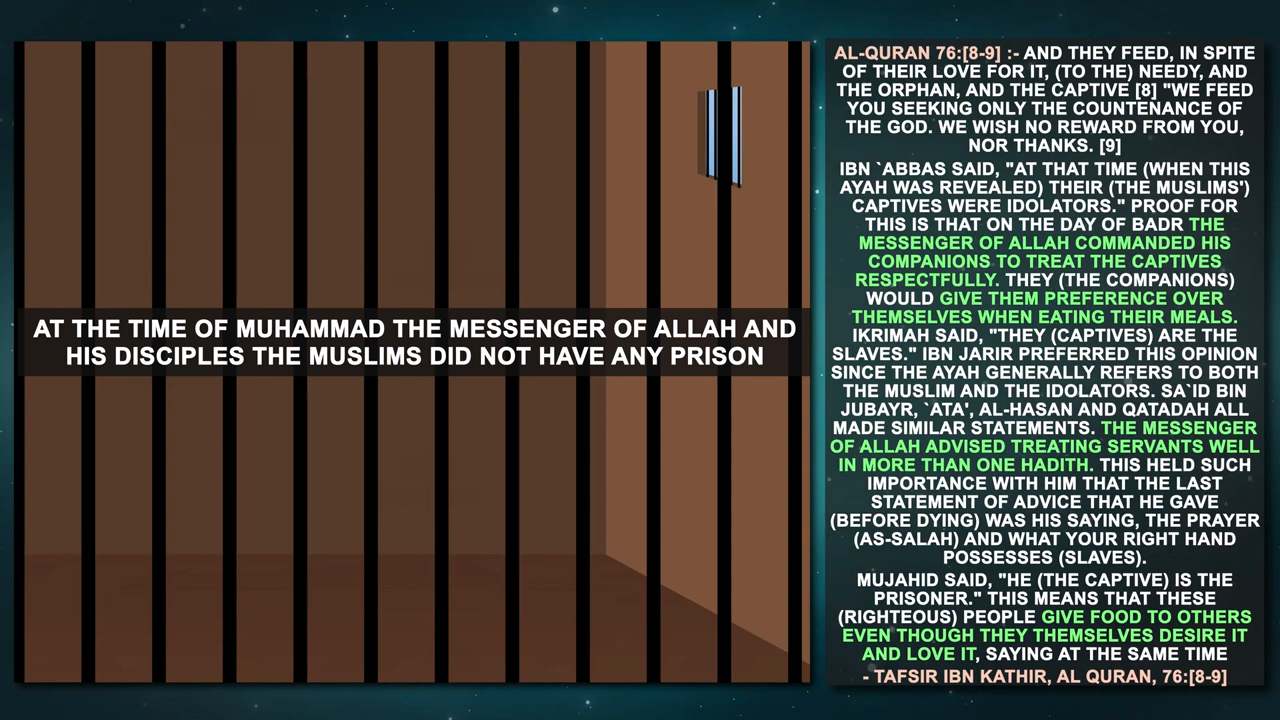 AT THE TIME OF MUHAMMAD THE MESSENGER OF ALLAH AND
HIS DISCIPLES THE MUSLIMS DID NOT HAVE ANY PRISON
AL-QURAN 76:[8-9] :- AND THEY FEED, IN SPITE
OF THEIR LOVE FOR IT, (TO THE) NEEDY, AND
THE ORPHAN, AND THE CAPTIVE [8] "WE FEED
YOU SEEKING ONLY THE COUNTENANCE OF
THE GOD. WE WISH NO REWARD FROM YOU,
NOR THANKS. [9]
IBN `ABBAS SAID, "AT THAT TIME (WHEN THIS
AYAH WAS REVEALED) THEIR (THE MUSLIMS')
CAPTIVES WERE IDOLATORS." PROOF FOR
THIS IS THAT ON THE DAY OF BADR THE
MESSENGER OF ALLAH COMMANDED HIS
COMPANIONS TO TREAT THE CAPTIVES
RESPECTFULLY. THEY (THE COMPANIONS)
WOULD GIVE THEM PREFERENCE OVER
THEMSELVES WHEN EATING THEIR MEALS.
IKRIMAH SAID, "THEY (CAPTIVES) ARE THE
SLAVES." IBN JARIR PREFERRED THIS OPINION
SINCE THE AYAH GENERALLY REFERS TO BOTH
THE MUSLIM AND THE IDOLATORS. SA`ID BIN
JUBAYR, `ATA', AL-HASAN AND QATADAH ALL
MADE SIMILAR STATEMENTS. THE MESSENGER
OF ALLAH ADVISED TREATING SERVANTS WELL
IN MORE THAN ONE HADITH. THIS HELD SUCH
IMPORTANCE WITH HIM THAT THE LAST
STATEMENT OF ADVICE THAT HE GAVE
(BEFORE DYING) WAS HIS SAYING, THE PRAYER
(AS-SALAH) AND WHAT YOUR RIGHT HAND
POSSESSES (SLAVES).
MUJAHID SAID, "HE (THE CAPTIVE) IS THE
PRISONER." THIS MEANS THAT THESE
(RIGHTEOUS) PEOPLE GIVE FOOD TO OTHERS
EVEN THOUGH THEY THEMSELVES DESIRE IT
AND LOVE IT, SAYING AT THE SAME TIME
- TAFSIR IBN KATHIR, AL QURAN, 76:[8-9]